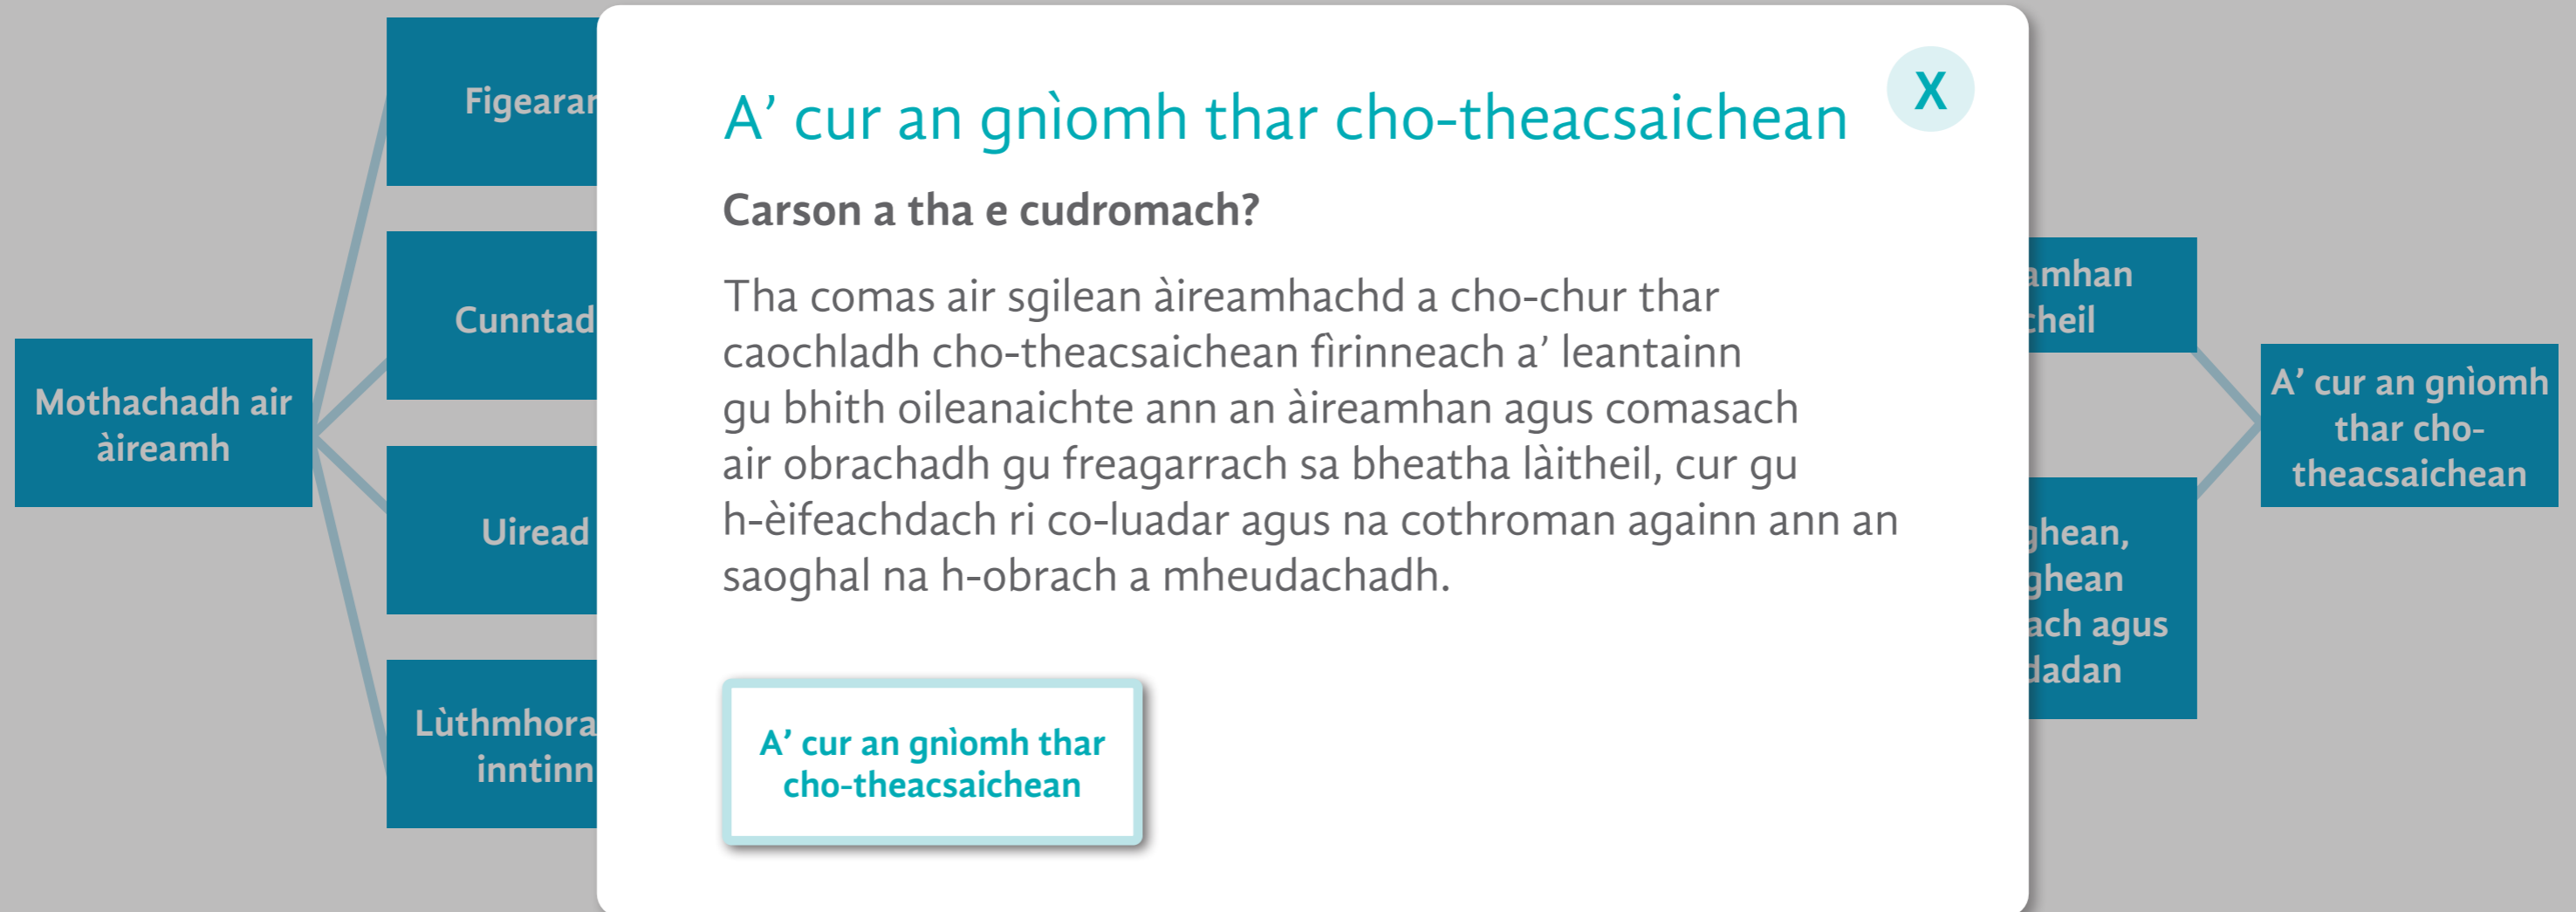 Mothachadh air
àireamh
Uiread
inntinn
A’ cur an gnìomh thar cho-theacsaichean
X
Carson a tha e cudromach?
Tha comas air sgilean àireamhachd a cho-chur thar
caochladh cho-theacsaichean fìrinneach a’ leantainn
gu bhith oileanaichte ann an àireamhan agus comasach
air obrachadh gu freagarrach sa bheatha làitheil, cur gu
h-èifeachdach ri co-luadar agus na cothroman againn ann an
saoghal na h-obrach a mheudachadh.
A’ cur an gnìomh thar
cho-theacsaichean
agus
A’ cur an gnìomh
thar cho-
theacsaichean